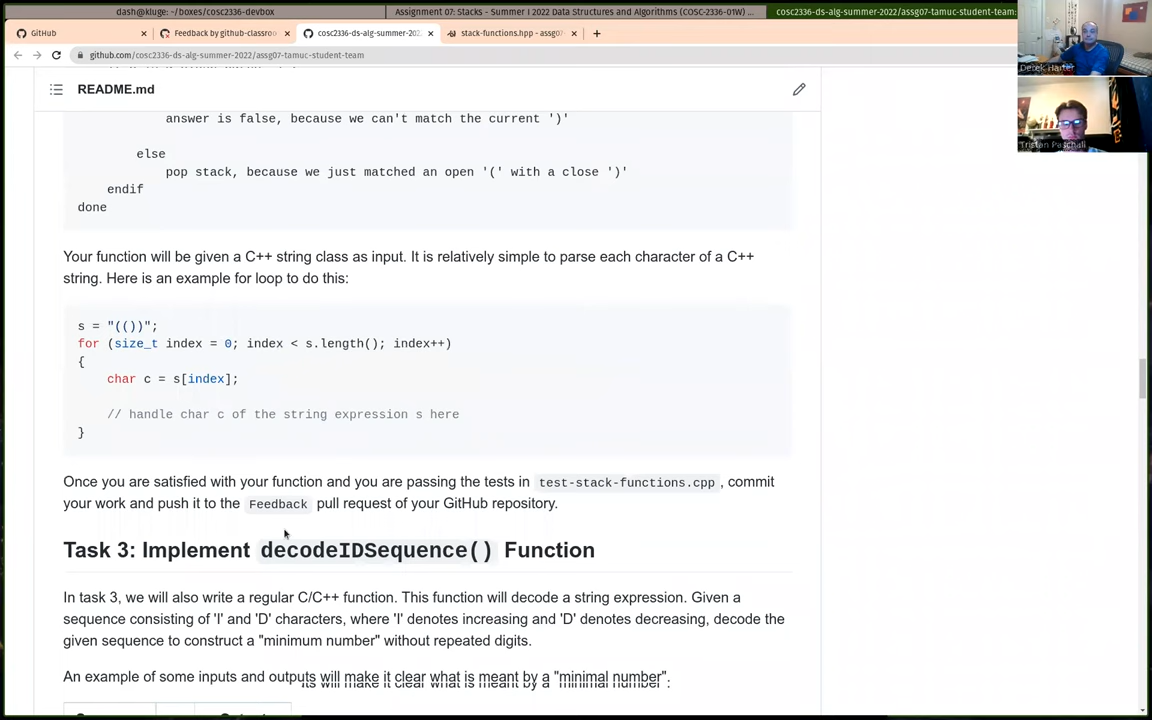 dash@kluge: ~/boxes/cosc2336-devbox
Assignment 07: Stacks - Summer I 2022 Data Structures and Algorithms (COSC-2336-01W) ...
cosc2336-ds-alg-summer-2022/assg07-tamuc-student-team:
GitHub
Feedback by github-classroo
cosc2336-ds-alg-summer-202
stack-functions.hpp - assg07
github.com/cosc2336-ds-alg-summer-2022/assg07-tamuc-student-team
Derek Harter
Tristan Paschall
README.md
answer is false, because we can't match the current ')'
else
pop stack, because we just matched an open '(' with a close ')'
endif
done
Your function will be given a C++ string class as input. It is relatively simple to parse each character of a C++
string. Here is an example for loop to do this:
s = "(())";
for (size_t index = 0; index < s.length(); index++)
{
char c = s[index];
// handle char c of the string expression s here
}
Once you are satisfied with your function and you are passing the tests in test-stack-functions.cpp , commit
your work and push it to the Feedback pull request of your GitHub repository.
Task 3: Implement decodeIDSequence() Function
In task 3, we will also write a regular C/C++ function. This function will decode a string expression. Given a
sequence consisting of 'I' and 'D' characters, where 'I' denotes increasing and 'D' denotes decreasing, decode the
given sequence to construct a "minimum number" without repeated digits.
An example of some inputs and outputs will make it clear what is meant by a "minimal number":